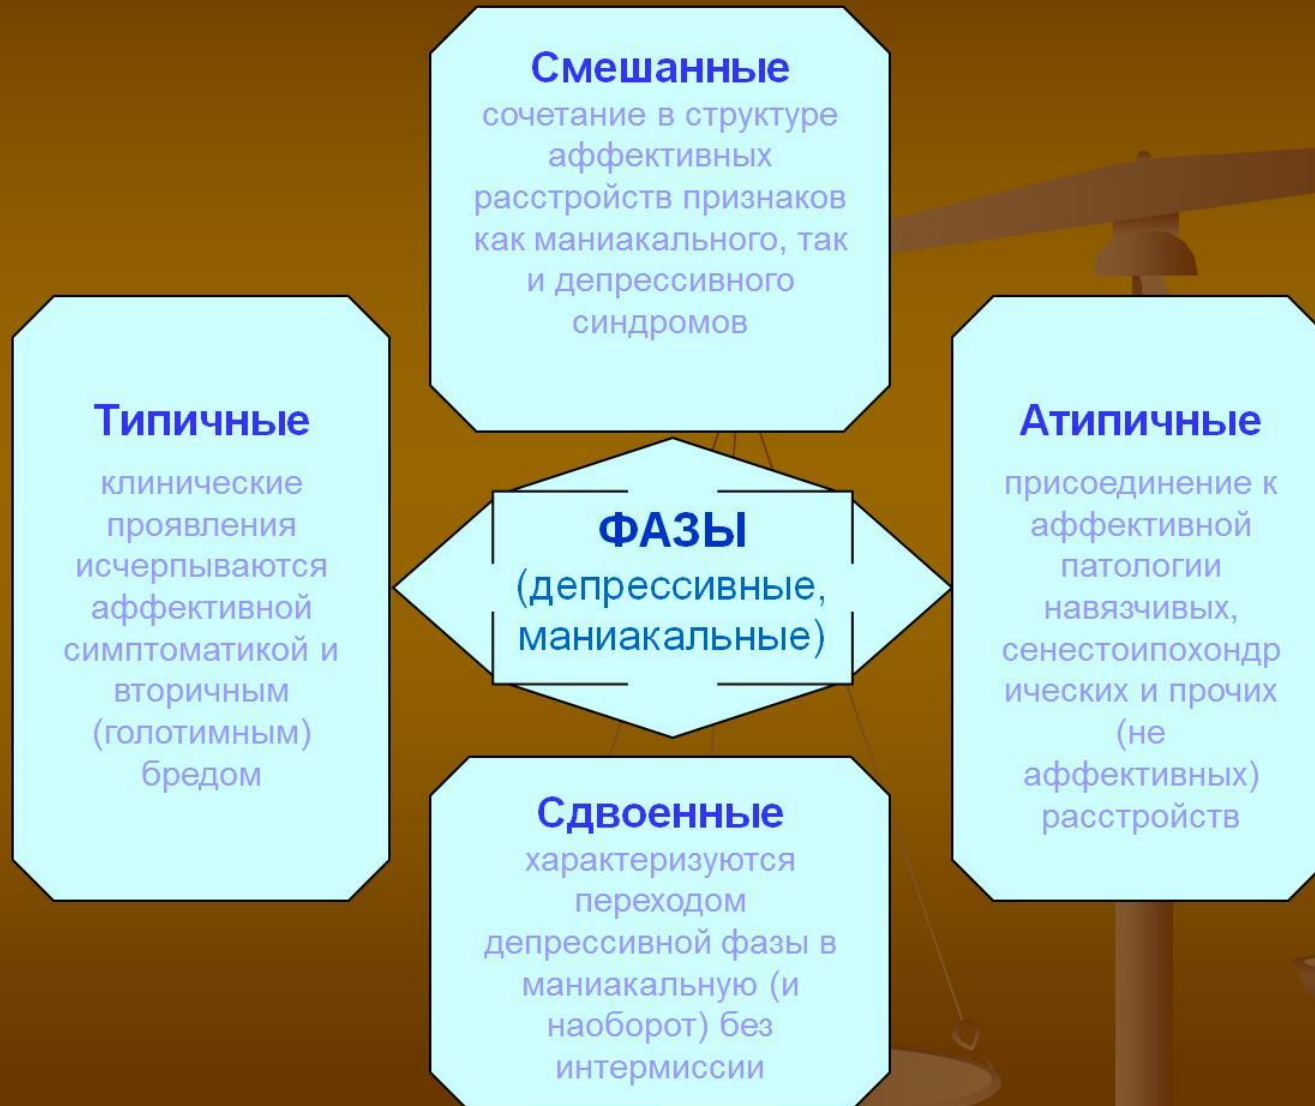 Смешанные
сочетание в структуре
аффективных
расстройств признаков
как маниакального, так
и депрессивного
синдромов
Типичные
клинические
проявления
исчерпываются
аффективной
симптоматикой и
вторичным
(голотимным)
бредом
ФАЗЫ
(депрессивные,
маниакальные)
Атипичные
присоединение к
аффективной
патологии
навязчивых,
сенестоипохондр
ических и прочих
(не
аффективных)
расстройств
Сдвоенные
характеризуются
переходом
депрессивной фазы в
маниакальную (и
наоборот) без
интермиссии